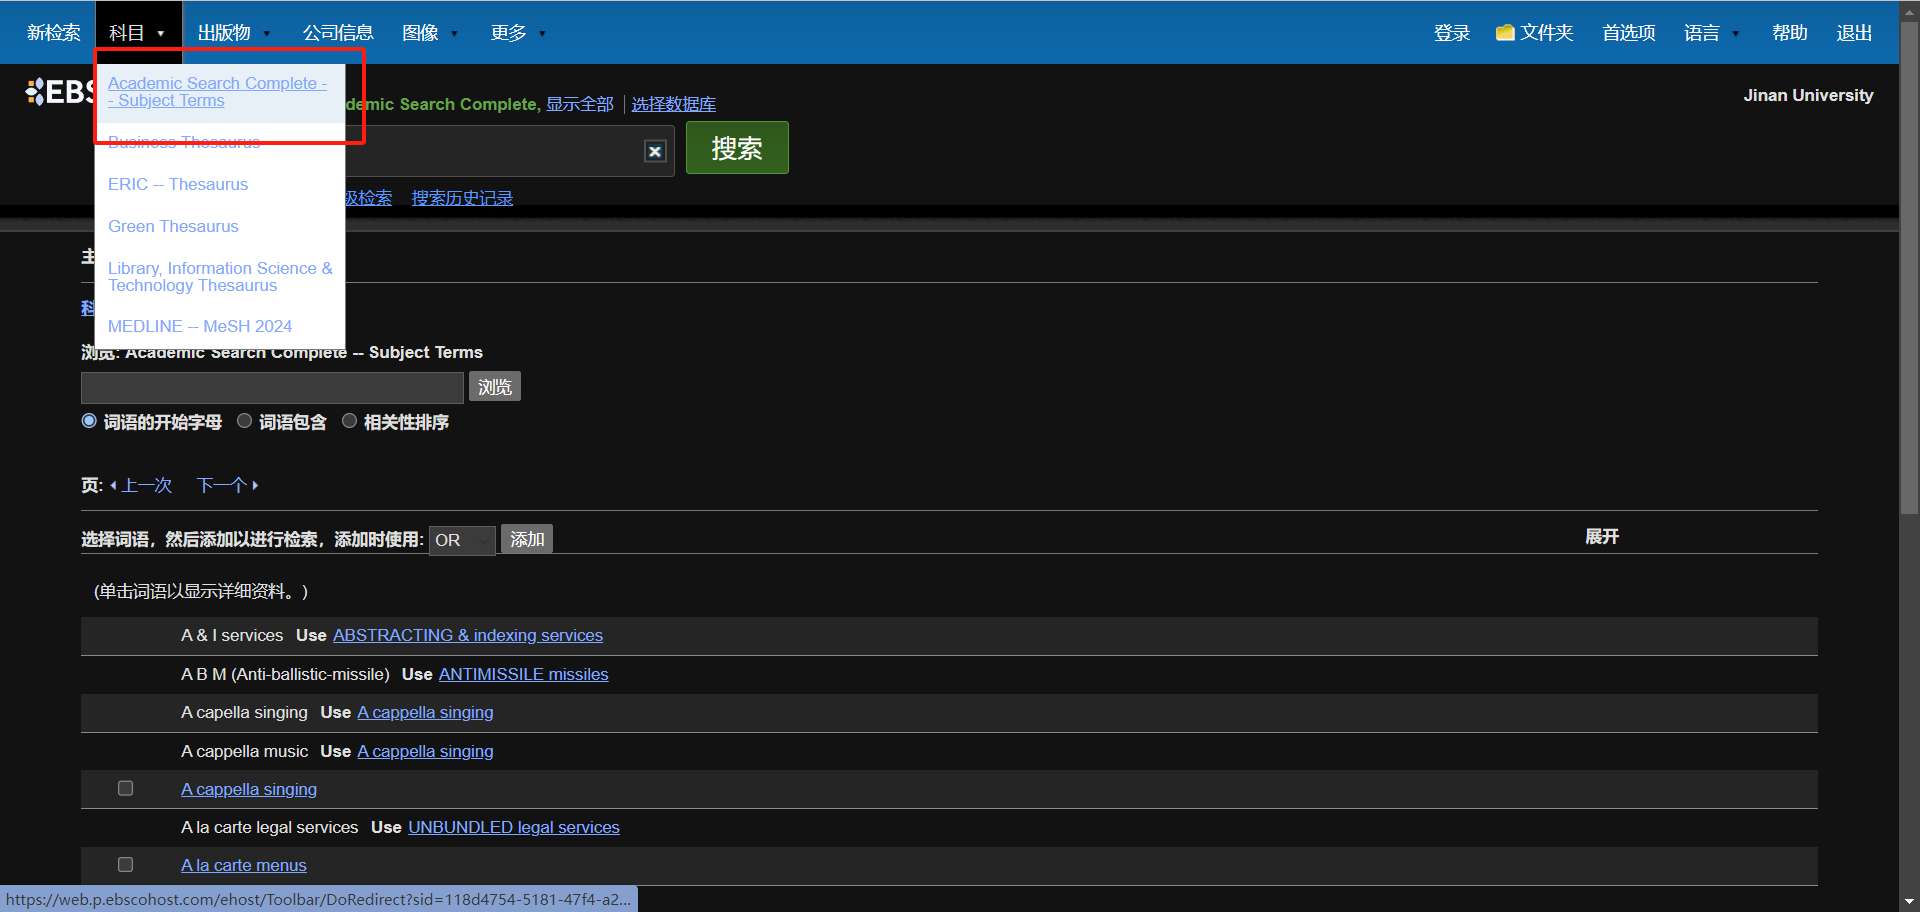 新检索 科目 出版物 公司信息 图像 更多 登录 文件夹 首选项 语言 帮助 退出
Academic Search Complete -
- Subject Terms
Business Thesaurus
ERIC -- Thesaurus
Green Thesaurus
Library, Information Science &
Technology Thesaurus
MEDLINE -- MeSH 2024
EBS
demic Search Complete, 显示全部 选择数据库
Jinan University
搜索
级检索 搜索历史记录
主
科
浏览: Academic Search Complete -- Subject Terms
浏览
词语的开始字母 词语包含 相关性排序
页: 上一次 下一个
选择词语，然后添加以进行检索，添加时使用: OR 添加 展开
(单击词语以显示详细资料。)
A & I services Use ABSTRACTING & indexing services
A B M (Anti-ballistic-missile) Use ANTIMISSILE missiles
A capella singing Use A cappella singing
A cappella music Use A cappella singing
A cappella singing
A la carte legal services Use UNBUNDLED legal services
A la carte menus
https://web.p.ebscohost.com/ehost/Toolbar/DoRedirect?sid=118d4754-5181-47f4-a2...